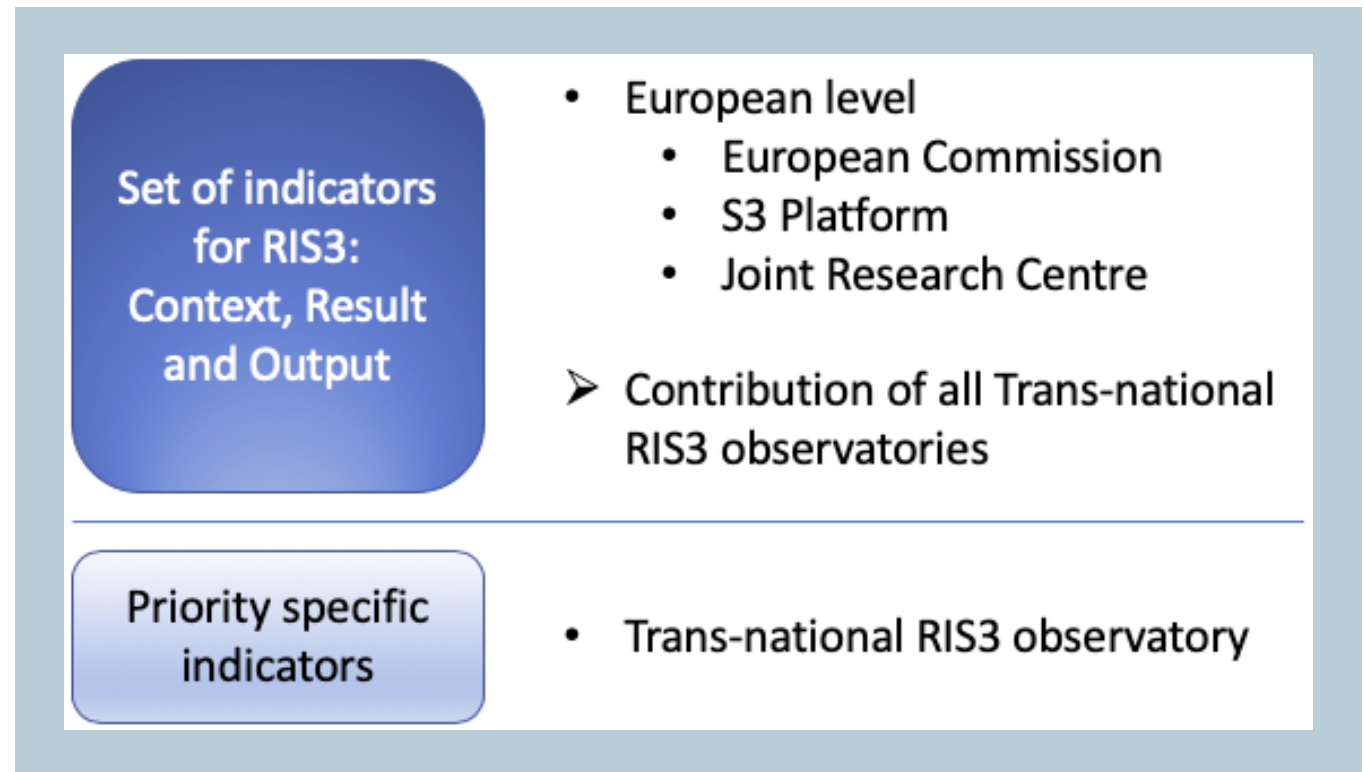 Set of indicators
for RIS3:
Context, Result
and Output
• European level
• European Commission
• S3 Platform
• Joint Research Centre
➢ Contribution of all Trans-national
RIS3 observatories
Priority specific
indicators
• Trans-national RIS3 observatory